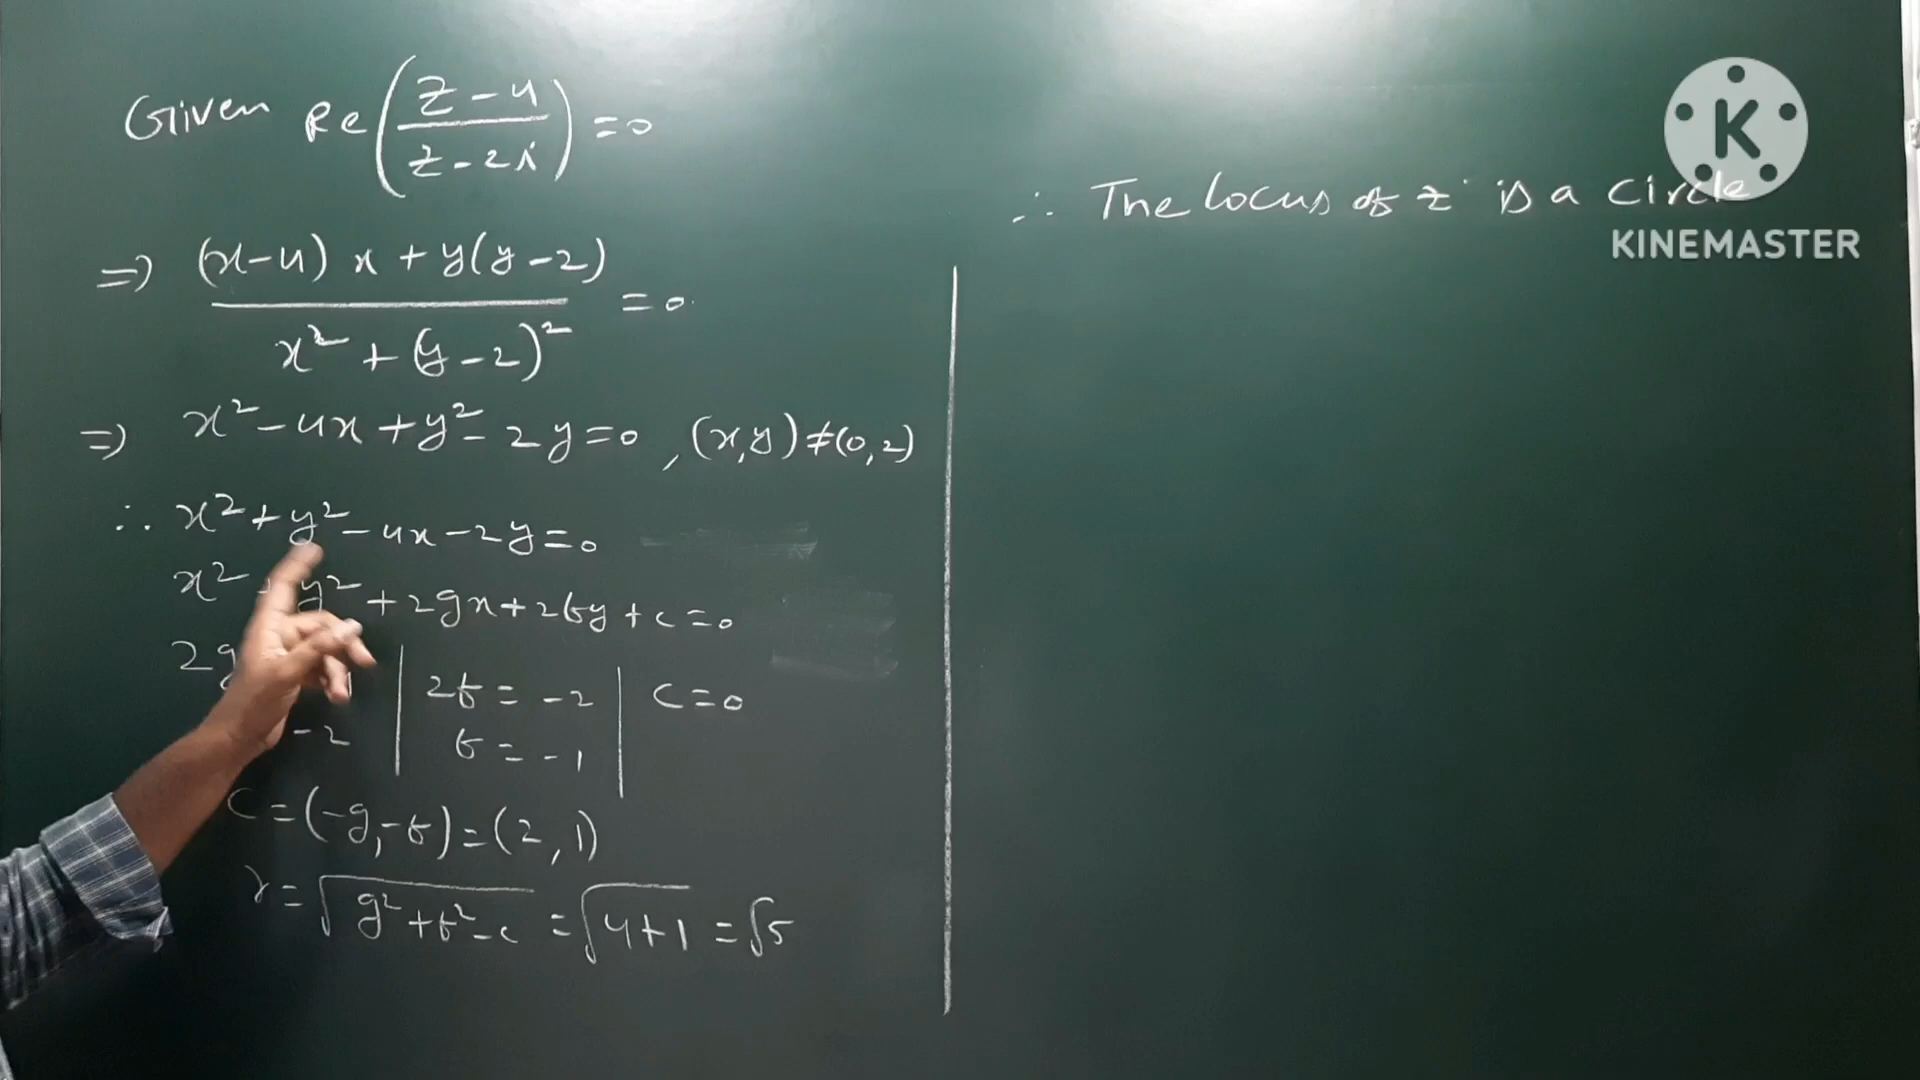 Given Re((z-4)/(z-2i)) = 0
⇒ ((x-4)x + y(y-2))/(x² + (y-2)²) = 0
⇒ x² - 4x + y² - 2y = 0, (x,y) ≠ (0,2)
∴ x² + y² - 4x - 2y = 0
x² + y² + 2gx + 2fy + c = 0
2g | 2f = -2 | c = 0
-2 | f = -1 |
C = (-g,-f) = (2,1)
r = √(g²+f²-c) = √(4+1) = √5
∴ The locus of z is a circle
K
KINEMASTER